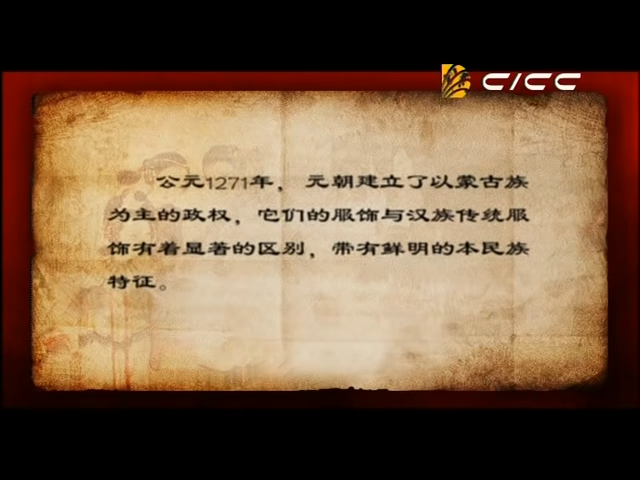 CICC
公元1271年，元朝建立了以蒙古族
为主的政权，它们的服饰与汉族传统服
饰有着显著的区别，带有鲜明的本民族
特征。